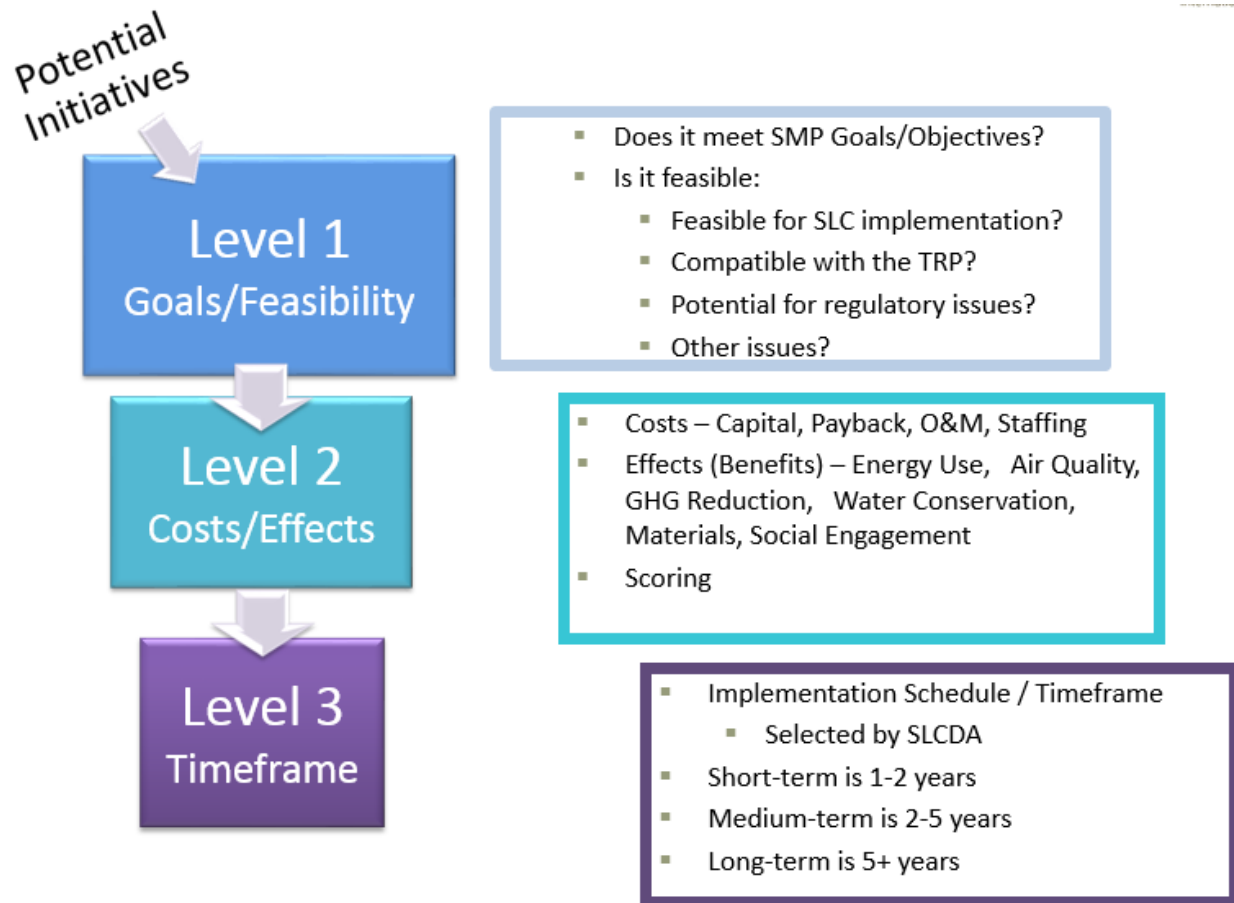 Potential
Initiatives
Level 1
Goals/Feasibility
▪ Does it meet SMP Goals/Objectives?
▪ Is it feasible:
▪ Feasible for SLC implementation?
▪ Compatible with the TRP?
▪ Potential for regulatory issues?
▪ Other issues?
Level 2
Costs/Effects
▪ Costs – Capital, Payback, O&M, Staffing
▪ Effects (Benefits) – Energy Use, Air Quality,
GHG Reduction, Water Conservation,
Materials, Social Engagement
▪ Scoring
Level 3
Timeframe
▪ Implementation Schedule / Timeframe
▪ Selected by SLCDA
▪ Short-term is 1-2 years
▪ Medium-term is 2-5 years
▪ Long-term is 5+ years